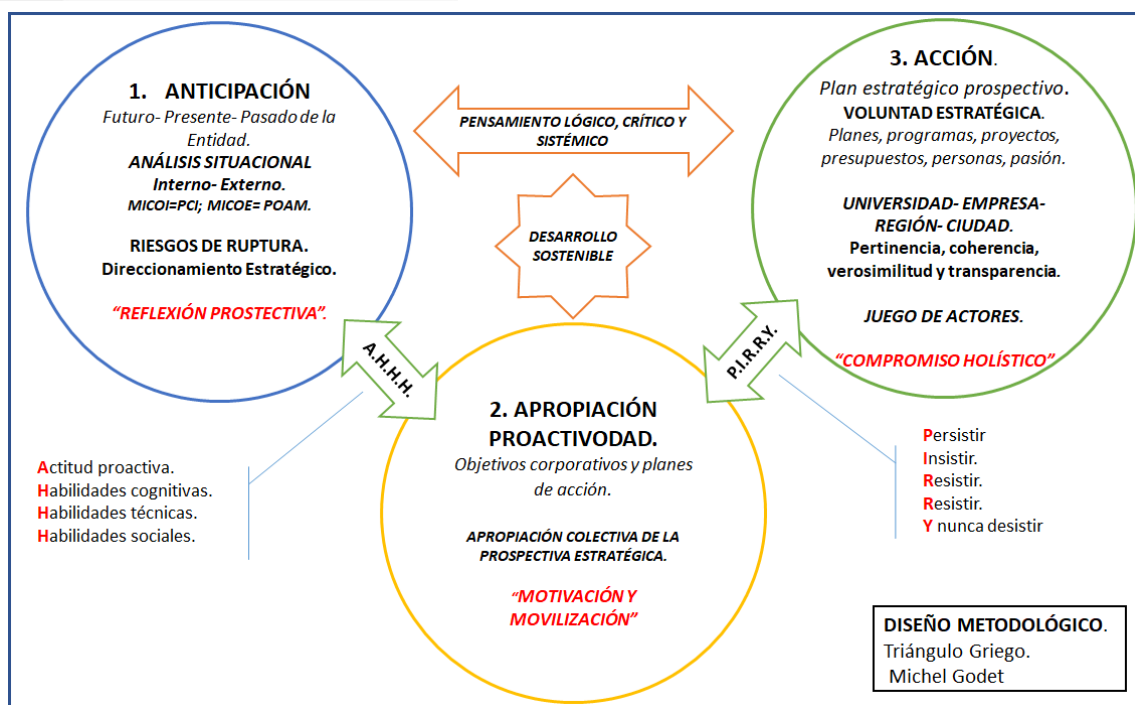 1. ANTICIPACIÓN
Futuro- Presente- Pasado de la
Entidad.
ANÁLISIS SITUACIONAL
Interno- Externo.
MICOI=PCI; MICOE= POAM.
RIESGOS DE RUPTURA.
Direccionamiento Estratégico.
“REFLEXIÓN PROSTECTIVA”.
PENSAMIENTO LÓGICO, CRÍTICO Y
SISTÉMICO
DESARROLLO
SOSTENIBLE
3. ACCIÓN.
Plan estratégico prospectivo.
VOLUNTAD ESTRATÉGICA.
Planes, programas, proyectos,
presupuestos, personas, pasión.
UNIVERSIDAD- EMPRESA-
REGIÓN- CIUDAD.
Pertinencia, coherencia,
verosimilitud y transparencia.
JUEGO DE ACTORES.
“COMPROMISO HOLÍSTICO”
A.H.H.H.
P.I.R.R.Y.
2. APROPIACIÓN
PROACTIVODAD.
Objetivos corporativos y planes
de acción.
APROPIACIÓN COLECTIVA DE LA
PROSPECTIVA ESTRATÉGICA.
“MOTIVACIÓN Y
MOVILIZACIÓN”
Actitud proactiva.
Habilidades cognitivas.
Habilidades técnicas.
Habilidades sociales.
Persistir
Insistir.
Resistir.
Resistir.
Y nunca desistir
DISEÑO METODOLÓGICO.
Triángulo Griego.
Michel Godet